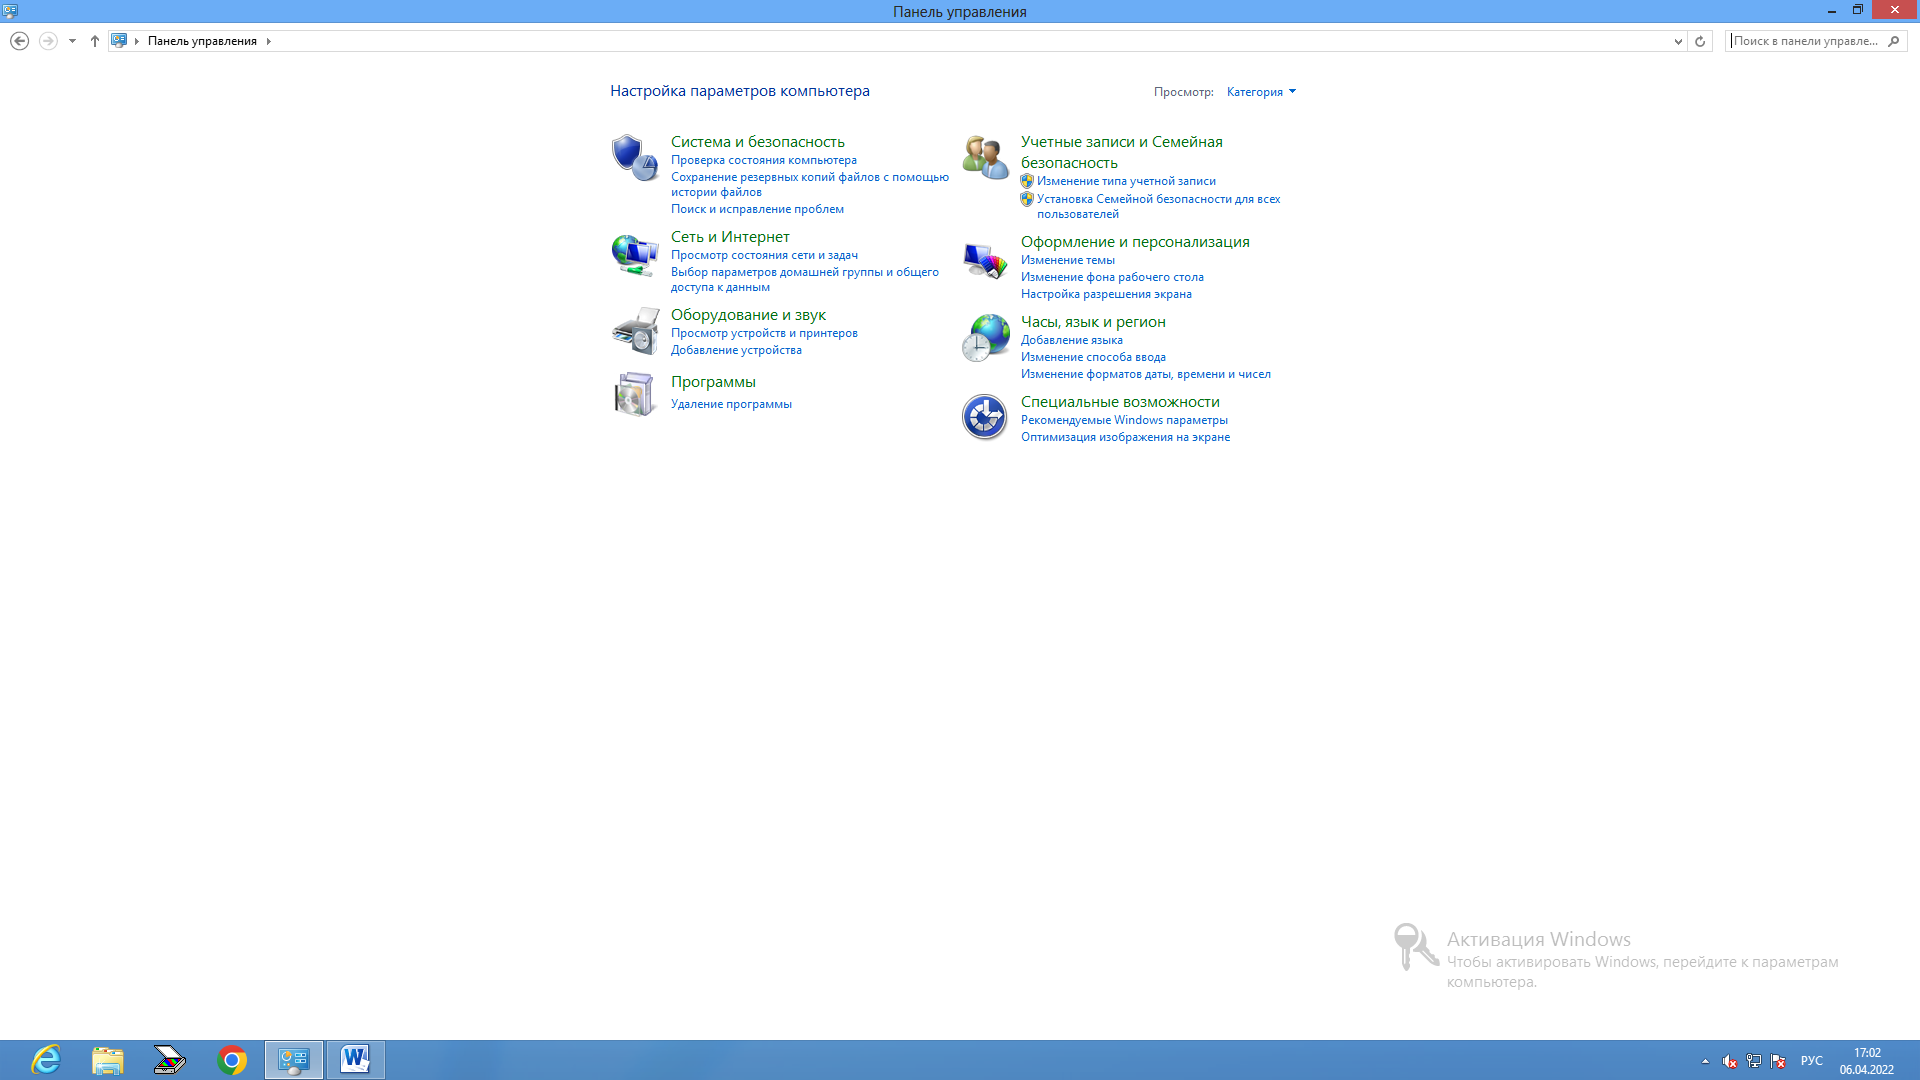 Панель управления
Панель управления
Поиск в панели управле...
Настройка параметров компьютера
Просмотр: Категория
Система и безопасность
Проверка состояния компьютера
Сохранение резервных копий файлов с помощью
истории файлов
Поиск и исправление проблем
Сеть и Интернет
Просмотр состояния сети и задач
Выбор параметров домашней группы и общего
доступа к данным
Оборудование и звук
Просмотр устройств и принтеров
Добавление устройства
Программы
Удаление программы
Учетные записи и Семейная
безопасность
Изменение типа учетной записи
Установка Семейной безопасности для всех
пользователей
Оформление и персонализация
Изменение темы
Изменение фона рабочего стола
Настройка разрешения экрана
Часы, язык и регион
Добавление языка
Изменение способа ввода
Изменение форматов даты, времени и чисел
Специальные возможности
Рекомендуемые Windows параметры
Оптимизация изображения на экране
Активация Windows
Чтобы активировать Windows, перейдите к параметрам
компьютера.
РУС
17:02
06.04.2022